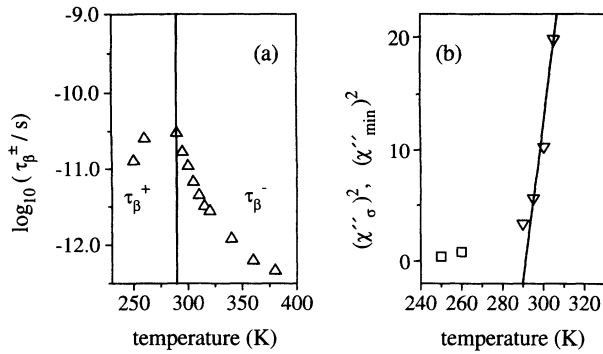 -9.0
-10.0
-11.0
-12.0
log₁₀ (τᵦ± / s)
(a)
τᵦ⁺
τᵦ⁻
250 300 350 400
temperature (K)
20
10
0
(χ´´σ)², (χ´´min)²
(b)
240 260 280 300 320
temperature (K)